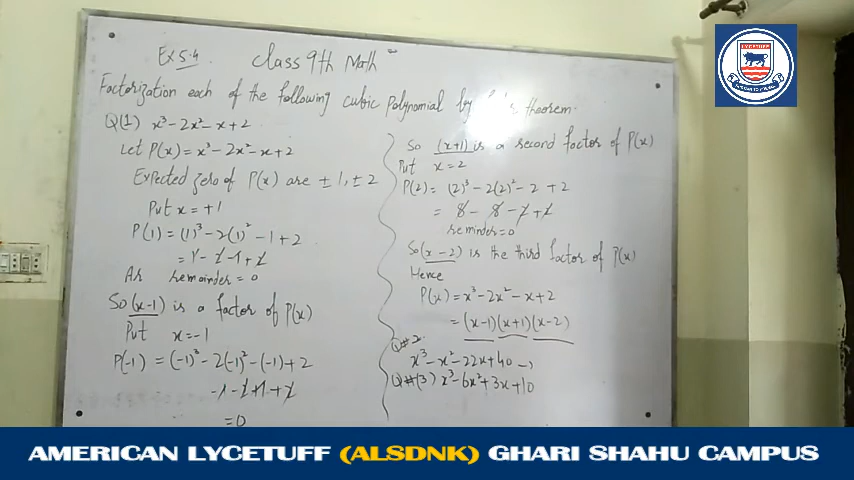 Ex 5.4 Class 9th Math
Factorization each of the following cubic polynomial by theorem.
Q(1) x³-2x²-x+2
Let P(x) = x³-2x²-x+2
Expected zero of P(x) are ±1, ±2
Put x = +1
P(1) = (1)³-2(1)²-1+2
= 1-2-1+2
As remainder = 0
So (x-1) is a factor of P(x)
Put x = -1
P(-1) = (-1)³-2(-1)²-(-1)+2
-1-2+1+2
=0
So (x+1) is a second factor of P(x)
Put x = 2
P(2) = (2)³-2(2)²-2+2
= 8-8-2+2
reminder = 0
So (x-2) is the third factor of P(x)
Hence
P(x) = x³-2x²-x+2
= (x-1)(x+1)(x-2)
Q#2.
x³-x²-22x+40
Q#(3) x³-6x²+3x+10
LYCETUFF
AMERICAN LYCETUFF (ALSDNK) GHARI SHAHU CAMPUS